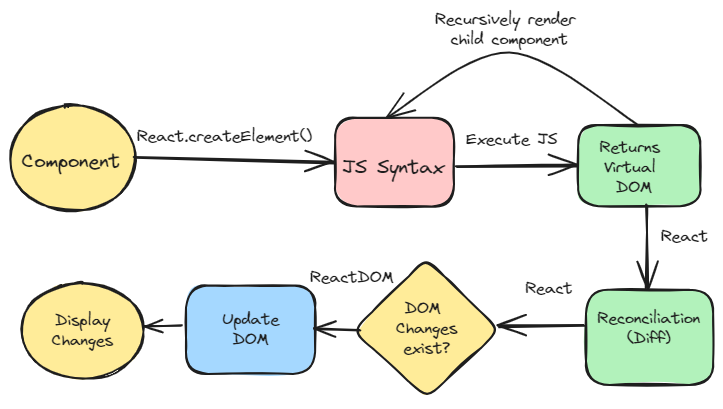 Recursively render
child component
React.createElement()
Component
JS Syntax
Execute JS
Returns
Virtual
DOM
React
ReactDOM
React
Display
Changes
Update
DOM
DOM
Changes
exist?
Reconciliation
(Diff)